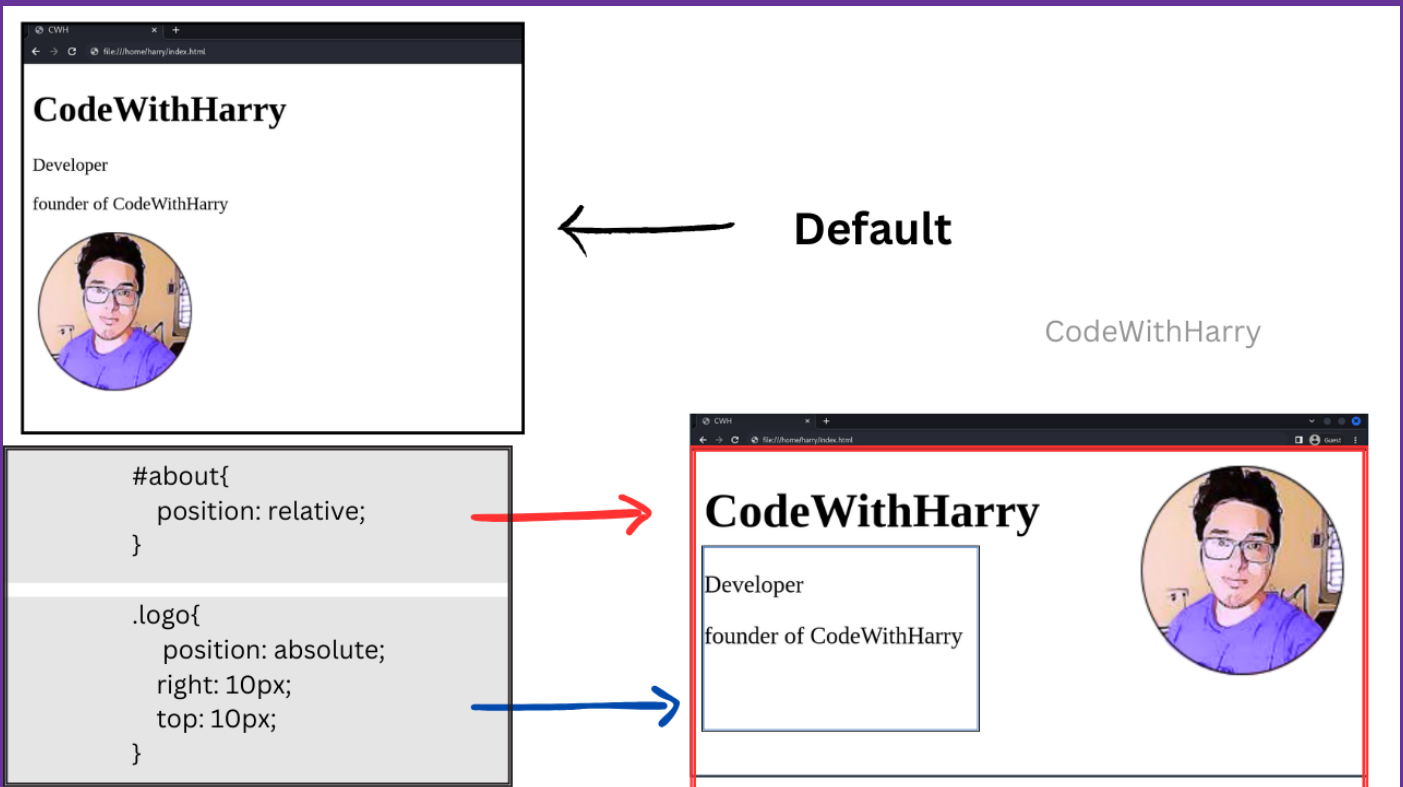 CWH
file:///home/harry/index.html
CodeWithHarry
Developer
founder of CodeWithHarry
Default
CodeWithHarry
#about{
position: relative;
}
.logo{
position: absolute;
right: 10px;
top: 10px;
}
CWH
file:///home/harry/index.html
Guest
CodeWithHarry
Developer
founder of CodeWithHarry